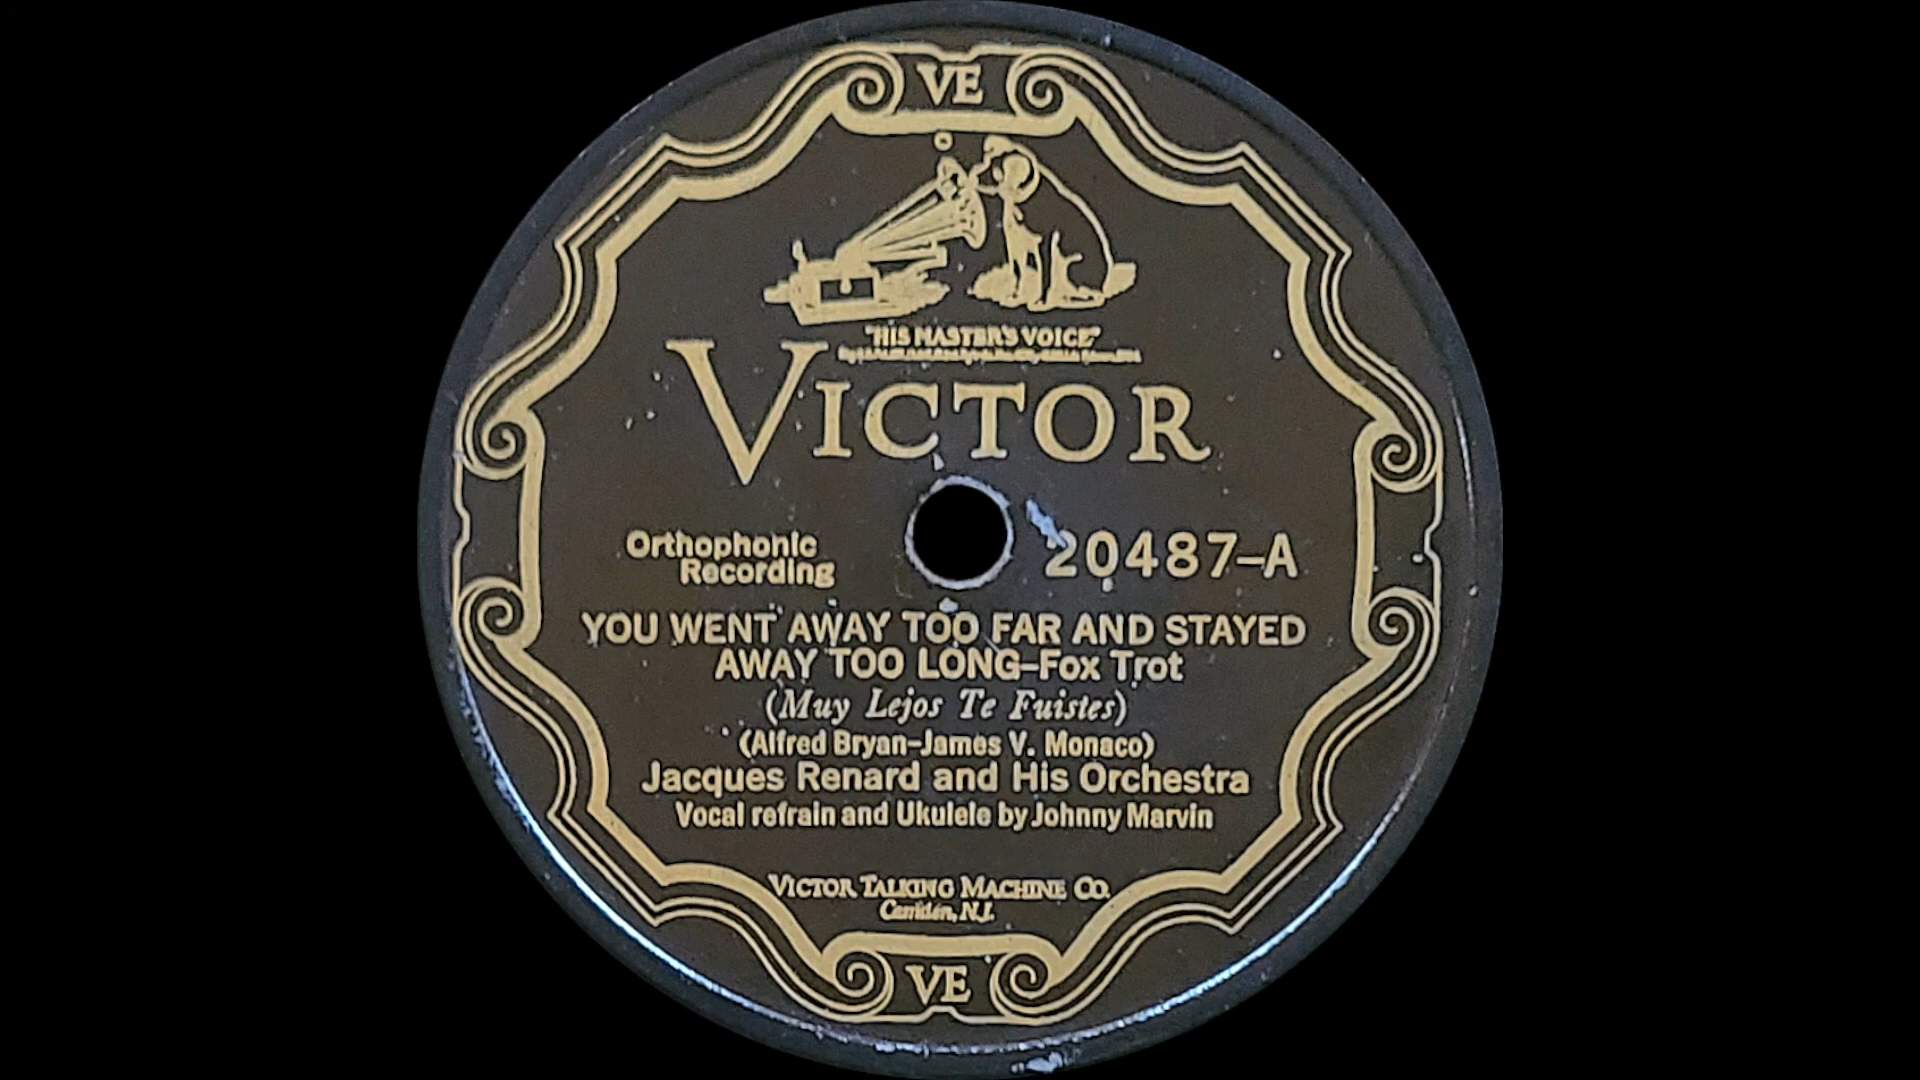 VE
"HIS MASTER'S VOICE"
VICTOR
Orthophonic
Recording
20487-A
YOU WENT AWAY TOO FAR AND STAYED
AWAY TOO LONG-Fox Trot
(Muy Lejos Te Fuistes)
(Alfred Bryan-James V. Monaco)
Jacques Renard and His Orchestra
Vocal refrain and Ukulele by Johnny Marvin
VICTOR TALKING MACHINE CO.
Camden, N.J.
VE